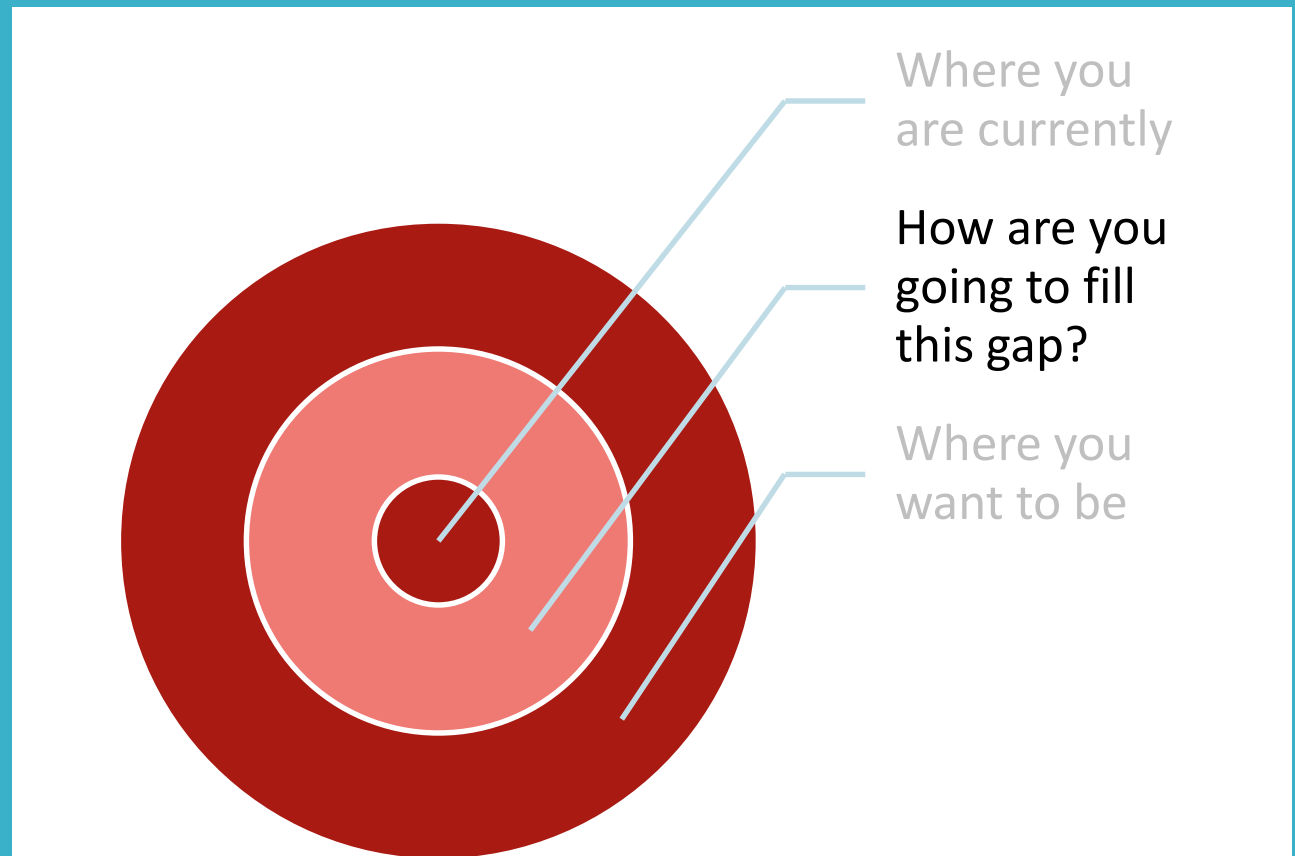 Where you
are currently
How are you
going to fill
this gap?
Where you
want to be